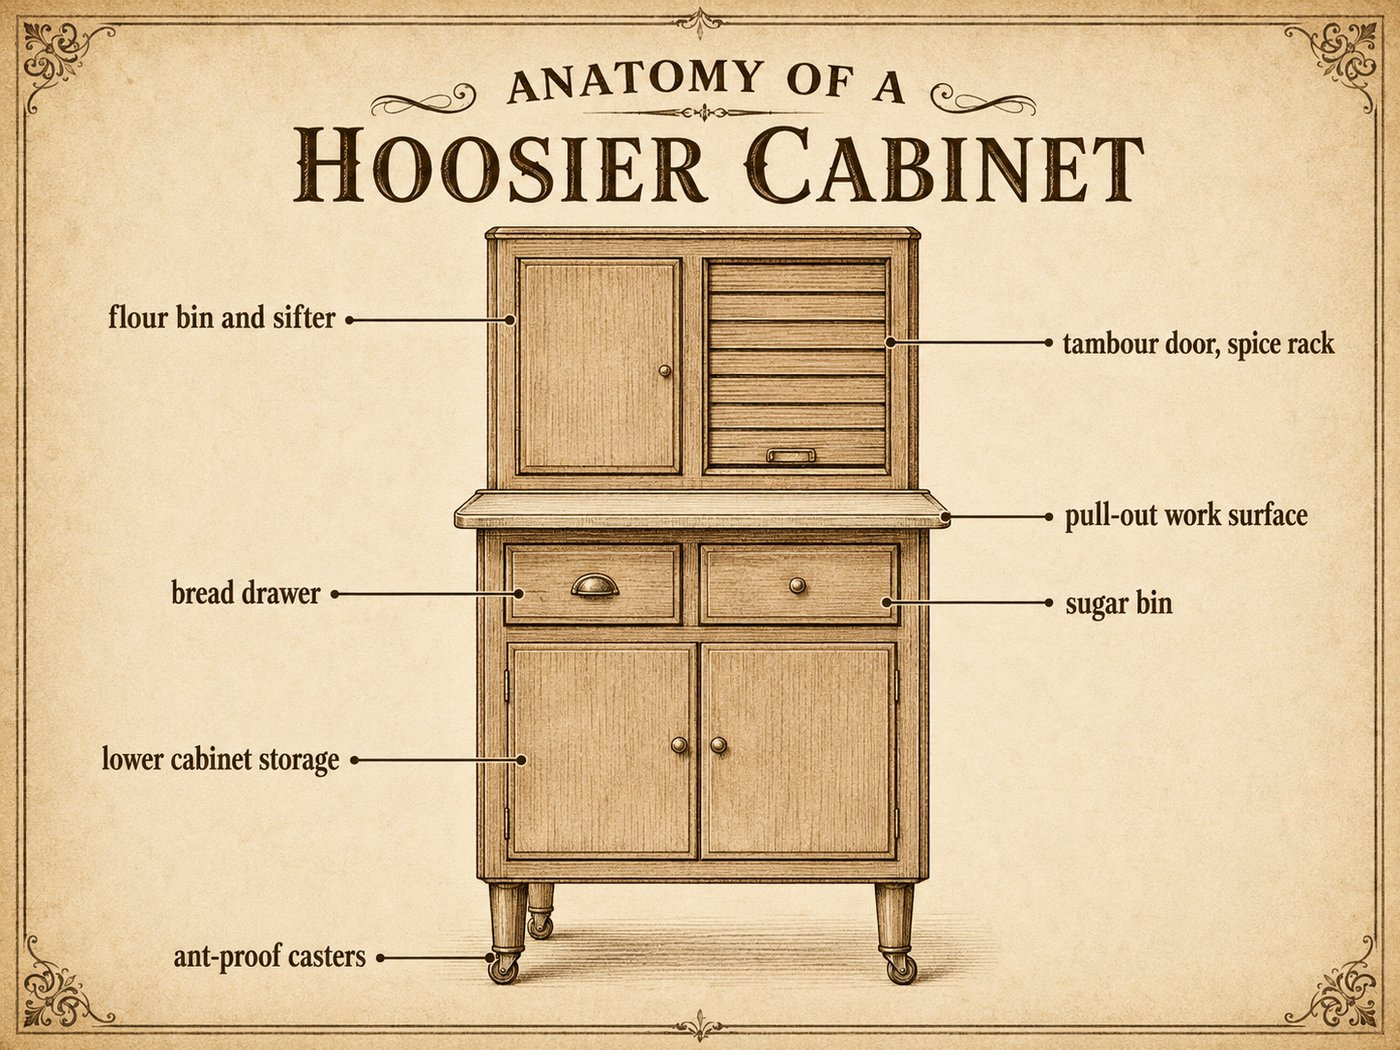 ANATOMY OF A
HOOSIER CABINET
flour bin and sifter
tambour door, spice rack
pull-out work surface
bread drawer
sugar bin
lower cabinet storage
ant-proof casters